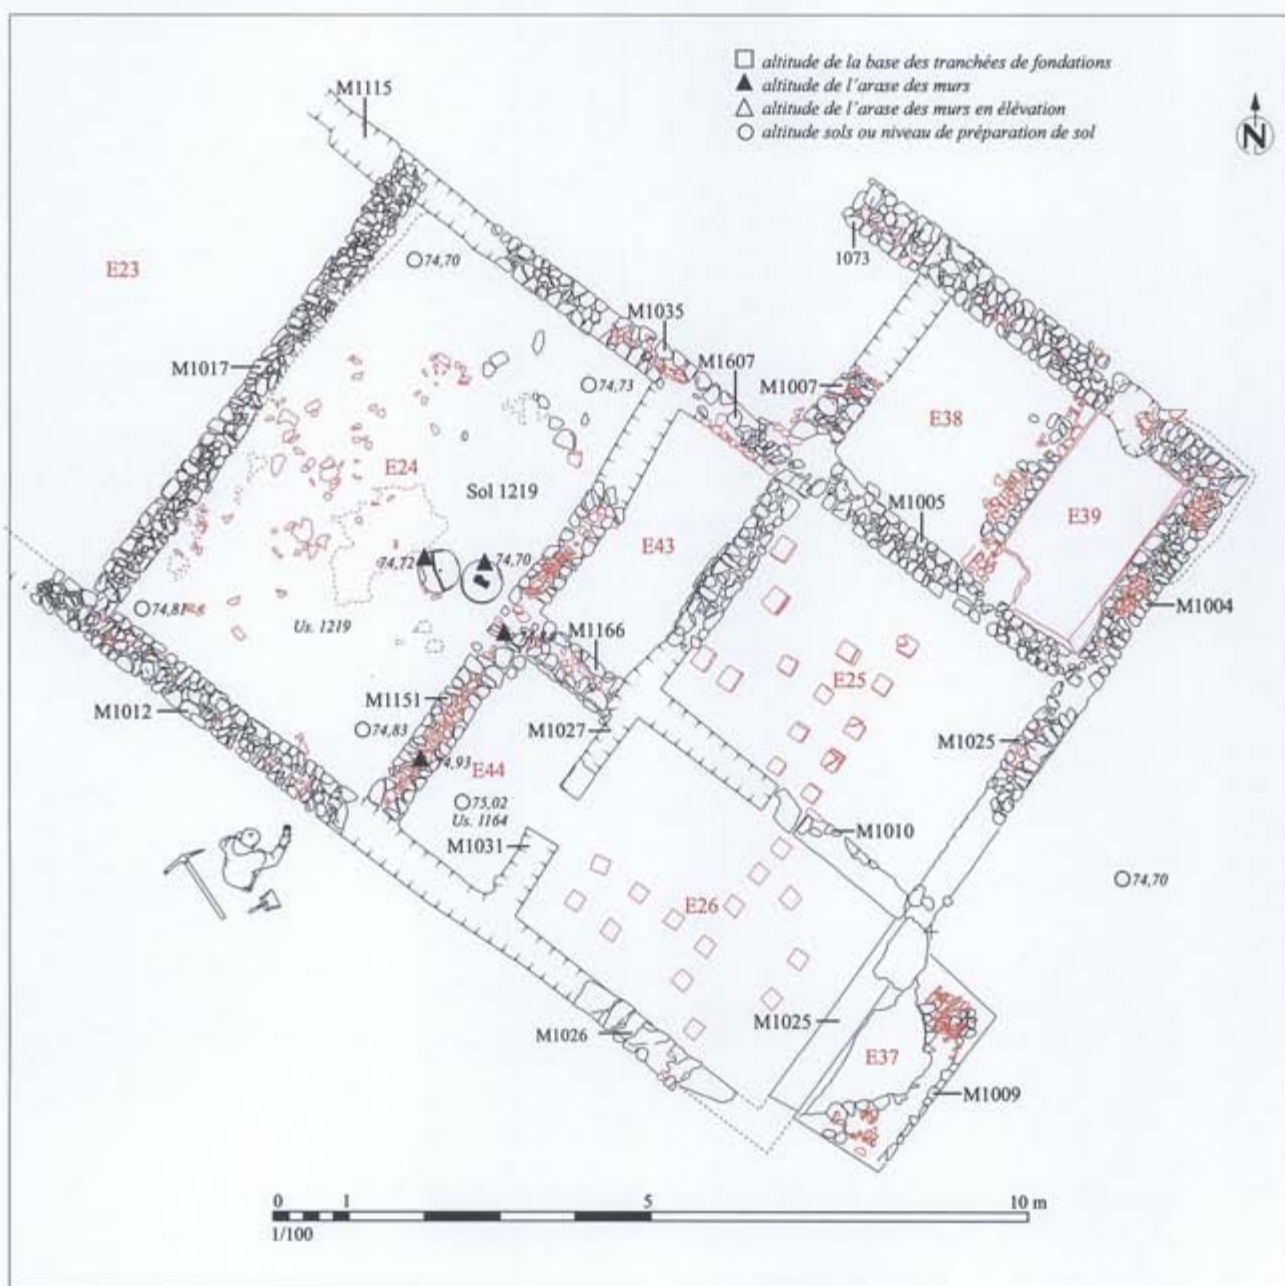 altitude de la base des tranchées de fondations
altitude de l'arase des murs
altitude de l'arase des murs en élévation
altitude sols ou niveau de préparation de sol
N
M1115
E23
74,70
1073
M1035
M1017
M1607
74,73
M1007
E38
E24
Sol 1219
M1005
E39
E43
74,72
74,70
M1004
74,81
Us. 1219
M1166
E25
M1151
M1012
74,83
M1027
M1025
74,93
E44
75,02
Us. 1164
M1010
M1031
74,70
E26
M1025
M1026
E37
M1009
0 1 5 10 m
1/100